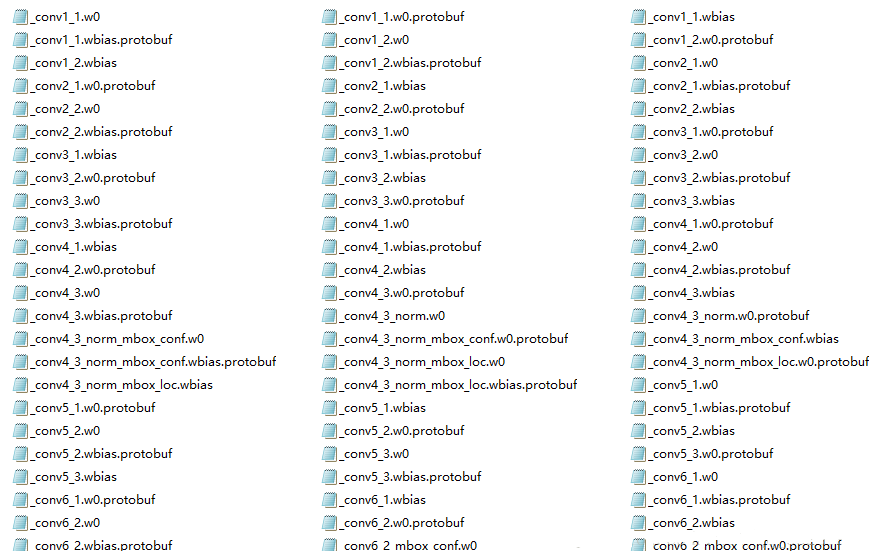 _conv1_1.w0 _conv1_1.w0.protobuf _conv1_1.wbias
_conv1_1.wbias.protobuf _conv1_2.w0 _conv1_2.w0.protobuf
_conv1_2.wbias _conv1_2.wbias.protobuf _conv2_1.w0
_conv2_1.w0.protobuf _conv2_1.wbias _conv2_1.wbias.protobuf
_conv2_2.w0 _conv2_2.w0.protobuf _conv2_2.wbias
_conv2_2.wbias.protobuf _conv3_1.w0 _conv3_1.w0.protobuf
_conv3_1.wbias _conv3_1.wbias.protobuf _conv3_2.w0
_conv3_2.w0.protobuf _conv3_2.wbias _conv3_2.wbias.protobuf
_conv3_3.w0 _conv3_3.w0.protobuf _conv3_3.wbias
_conv3_3.wbias.protobuf _conv4_1.w0 _conv4_1.w0.protobuf
_conv4_1.wbias _conv4_1.wbias.protobuf _conv4_2.w0
_conv4_2.w0.protobuf _conv4_2.wbias _conv4_2.wbias.protobuf
_conv4_3.w0 _conv4_3.w0.protobuf _conv4_3.wbias
_conv4_3.wbias.protobuf _conv4_3_norm.w0 _conv4_3_norm.w0.protobuf
_conv4_3_norm_mbox_conf.w0 _conv4_3_norm_mbox_conf.w0.protobuf _conv4_3_norm_mbox_conf.wbias
_conv4_3_norm_mbox_conf.wbias.protobuf _conv4_3_norm_mbox_loc.w0 _conv4_3_norm_mbox_loc.w0.protobuf
_conv4_3_norm_mbox_loc.wbias _conv4_3_norm_mbox_loc.wbias.protobuf _conv5_1.w0
_conv5_1.w0.protobuf _conv5_1.wbias _conv5_1.wbias.protobuf
_conv5_2.w0 _conv5_2.w0.protobuf _conv5_2.wbias
_conv5_2.wbias.protobuf _conv5_3.w0 _conv5_3.w0.protobuf
_conv5_3.wbias _conv5_3.wbias.protobuf _conv6_1.w0
_conv6_1.w0.protobuf _conv6_1.wbias _conv6_1.wbias.protobuf
_conv6_2.w0 _conv6_2.w0.protobuf _conv6_2.wbias
_conv6_2.wbias.protobuf _conv6_2_mbox_conf.w0 _conv6_2_mbox_conf.w0.protobuf